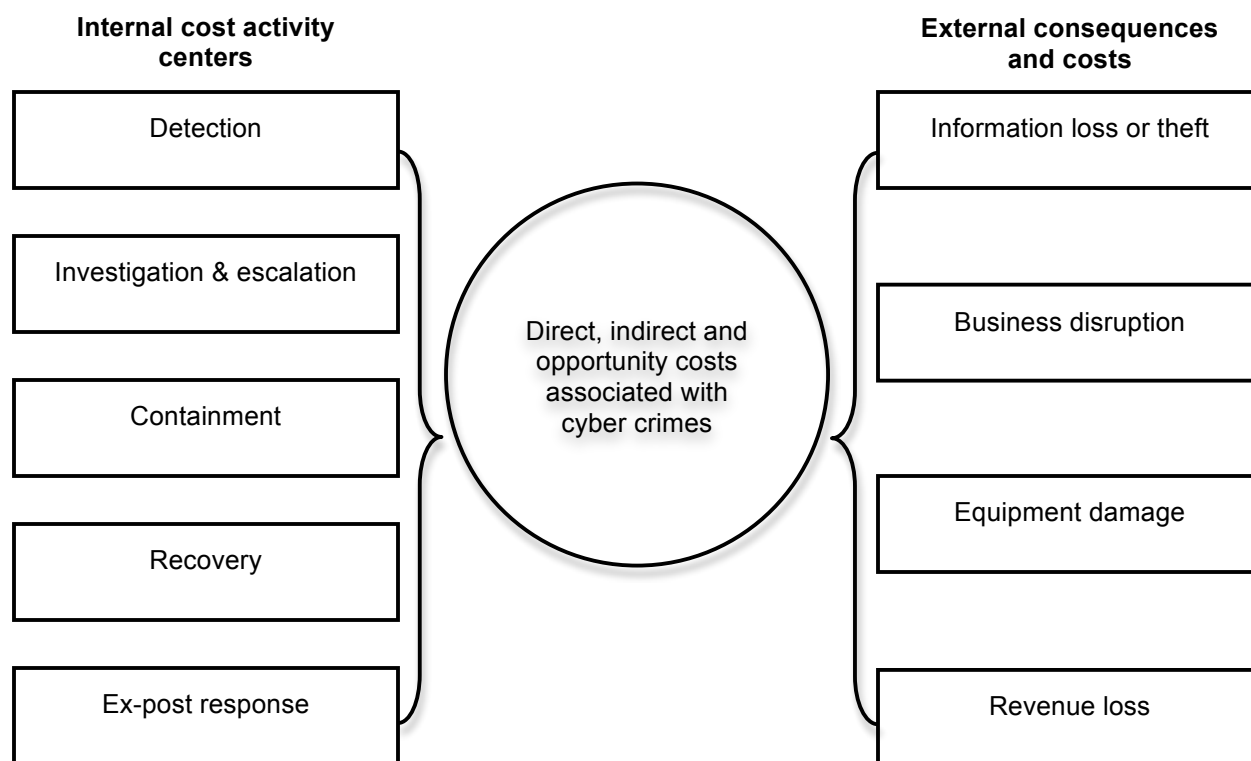 Internal cost activity
centers
Detection
Investigation & escalation
Containment
Recovery
Ex-post response
Direct, indirect and
opportunity costs
associated with
cyber crimes
External consequences
and costs
Information loss or theft
Business disruption
Equipment damage
Revenue loss